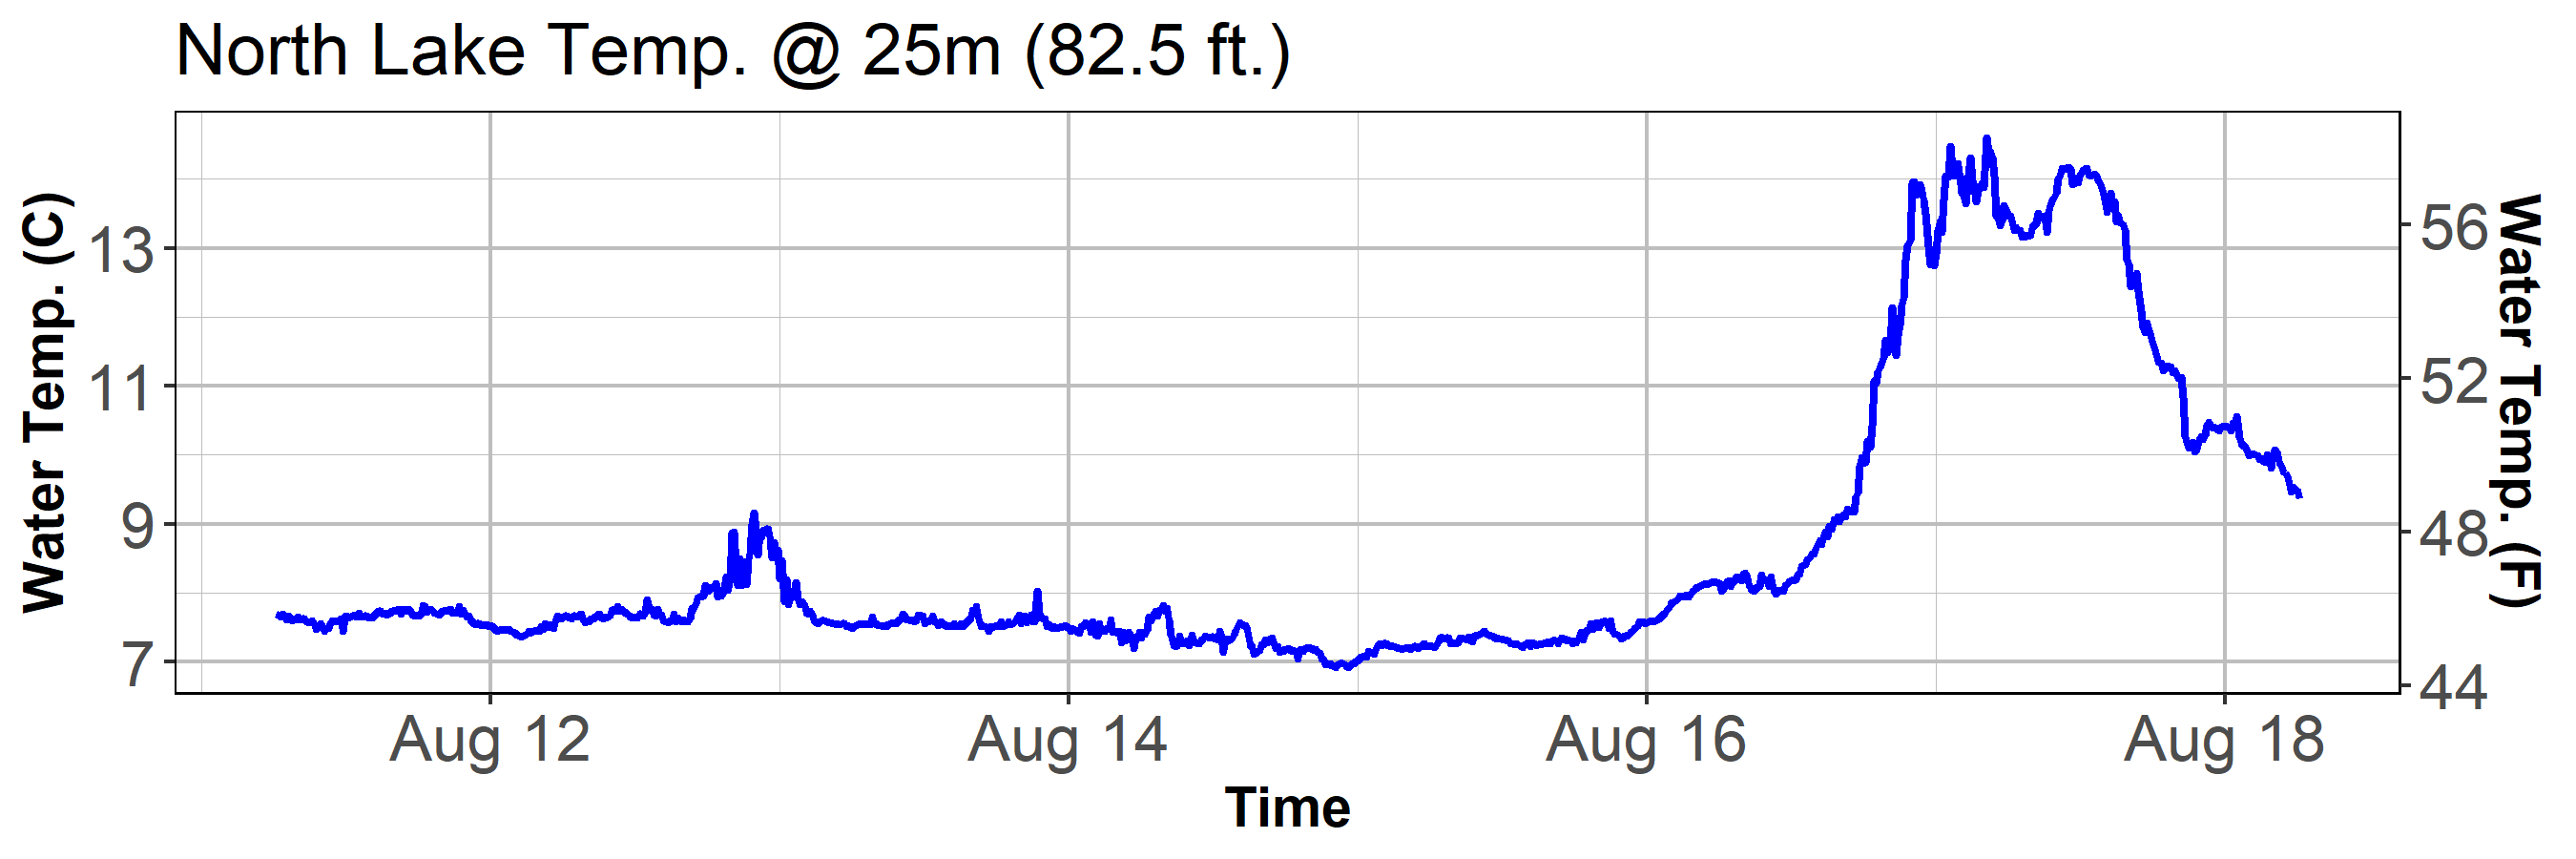 North Lake Temp. @ 25m (82.5 ft.)
Water Temp. (C)
13
11
9
7
56
52
48
44
Water Temp. (F)
Aug 12
Aug 14
Aug 16
Aug 18
Time